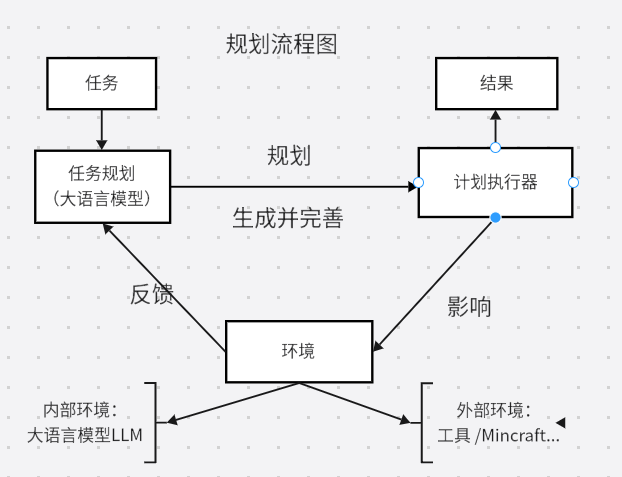 规划流程图
任务
结果
任务规划
（大语言模型）
规划
生成并完善
计划执行器
反馈
影响
环境
内部环境：
大语言模型LLM
外部环境：
工具 /Mincraft...